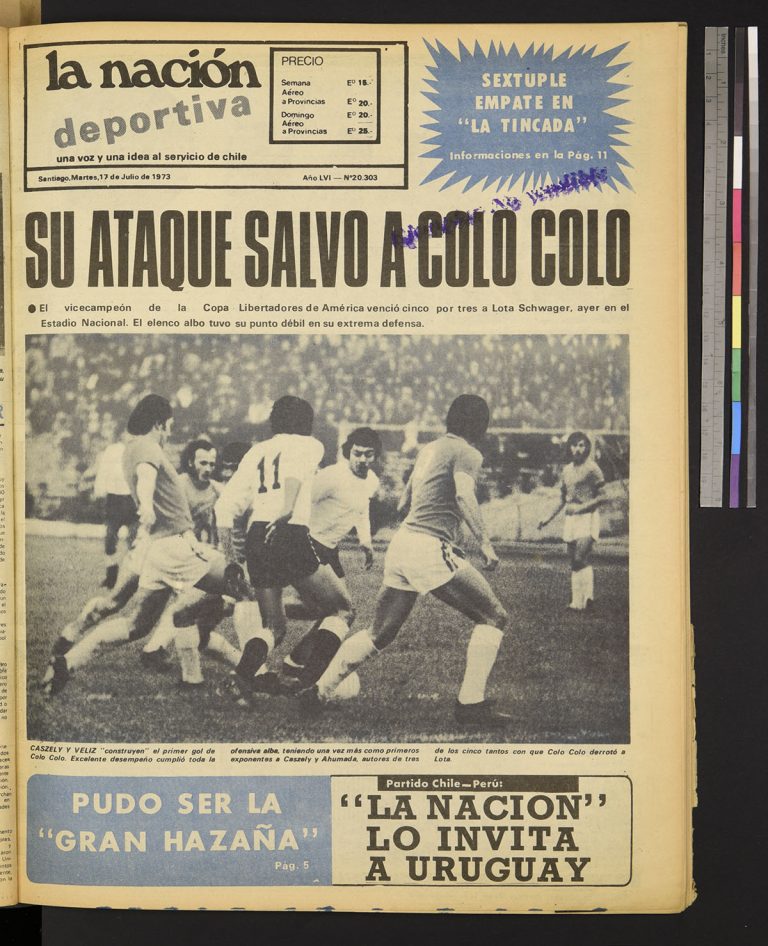 la nación
deportiva
una voz y una idea al servicio de chile
PRECIO
Semana Eº 15.-
Aéreo
a Provincias Eº 20.-
Domingo Eº 20.-
Aéreo
a Provincias Eº 25.-
Santiago, Martes, 17 de Julio de 1973 Año LVI — Nº 20.303
SEXTUPLE
EMPATE EN
"LA TINCADA"
Informaciones en la Pág. 11
SU ATAQUE SALVO A COLO COLO
● El vicecampeón de la Copa Libertadores de América venció cinco por tres a Lota Schwager, ayer en el
Estadio Nacional. El elenco albo tuvo su punto débil en su extrema defensa.
11
CASZELY Y VELIZ "construyen" el primer gol de
Colo Colo. Excelente desempeño cumplió toda la
ofensiva alba, teniendo una vez más como primeros
exponentes a Caszely y Ahumada, autores de tres
de los cinco tantos con que Colo Colo derrotó a
Lota.
PUDO SER LA
"GRAN HAZAÑA"
Pág. 5
Partido Chile—Perú:
"LA NACION"
LO INVITA
A URUGUAY